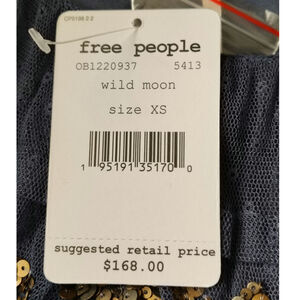 free people
OB1220937 5413
wild moon
size XS
1 95191 35170 0
suggested retail price
$168.00